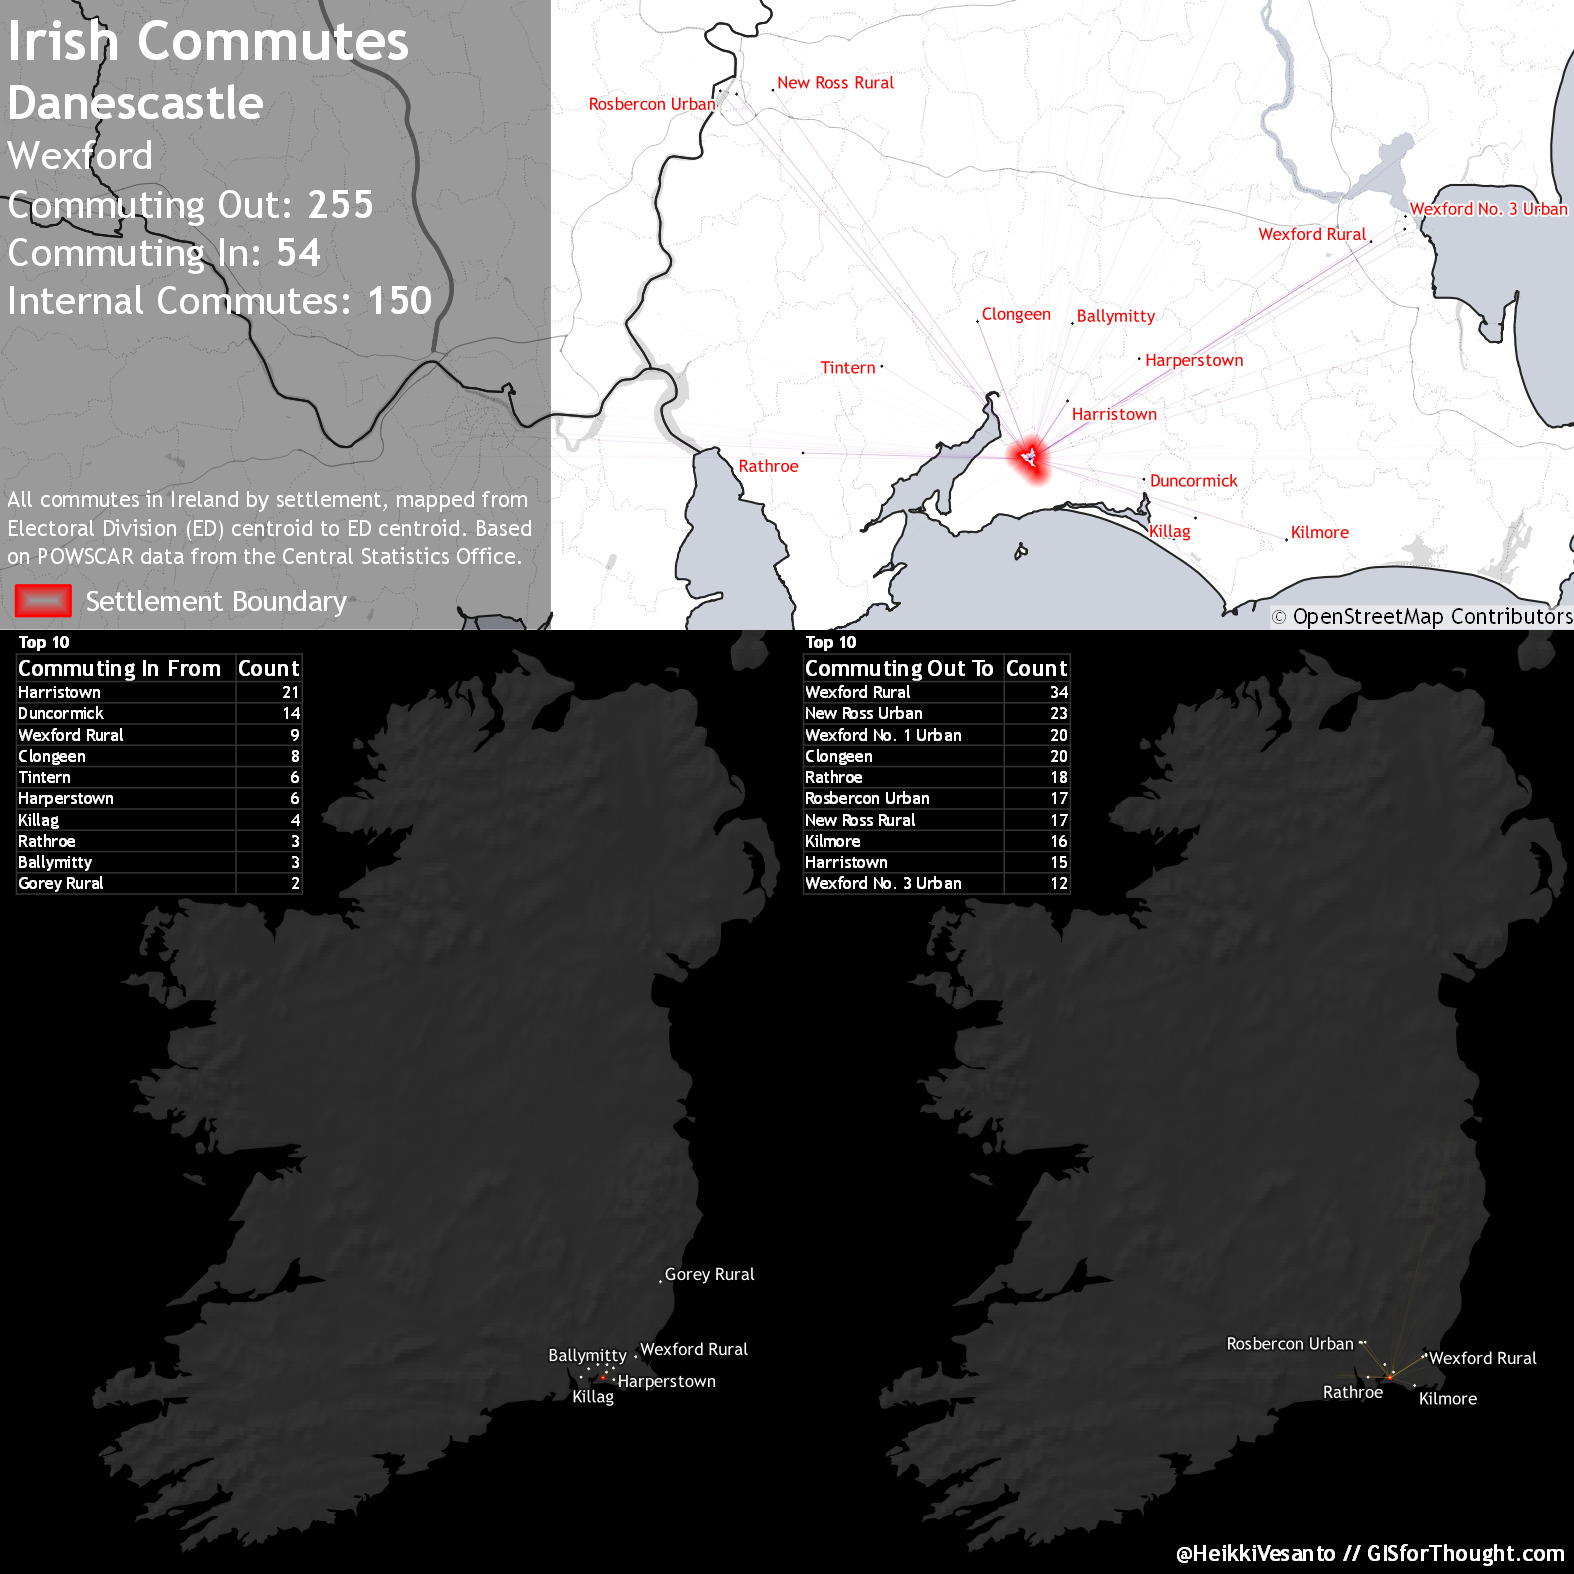 Irish Commutes
Danescastle
Wexford
Commuting Out: 255
Commuting In: 54
Internal Commutes: 150
All commutes in Ireland by settlement, mapped from
Electoral Division (ED) centroid to ED centroid. Based
on POWSCAR data from the Central Statistics Office.
Settlement Boundary
New Ross Rural
Rosbercon Urban
Wexford No. 3 Urban
Wexford Rural
Clongeen
Ballymitty
Harperstown
Tintern
Harristown
Rathroe
Duncormick
Killag
Kilmore
© OpenStreetMap Contributors
Top 10
Commuting In From Count
Harristown 21
Duncormick 14
Wexford Rural 9
Clongeen 8
Tintern 6
Harperstown 6
Killag 4
Rathroe 3
Ballymitty 3
Gorey Rural 2
Gorey Rural
Wexford Rural
Ballymitty
Harperstown
Killag
Top 10
Commuting Out To Count
Wexford Rural 34
New Ross Urban 23
Wexford No. 1 Urban 20
Clongeen 20
Rathroe 18
Rosbercon Urban 17
New Ross Rural 17
Kilmore 16
Harristown 15
Wexford No. 3 Urban 12
Rosbercon Urban
Wexford Rural
Rathroe
Kilmore
@HeikkiVesanto // GISforThought.com